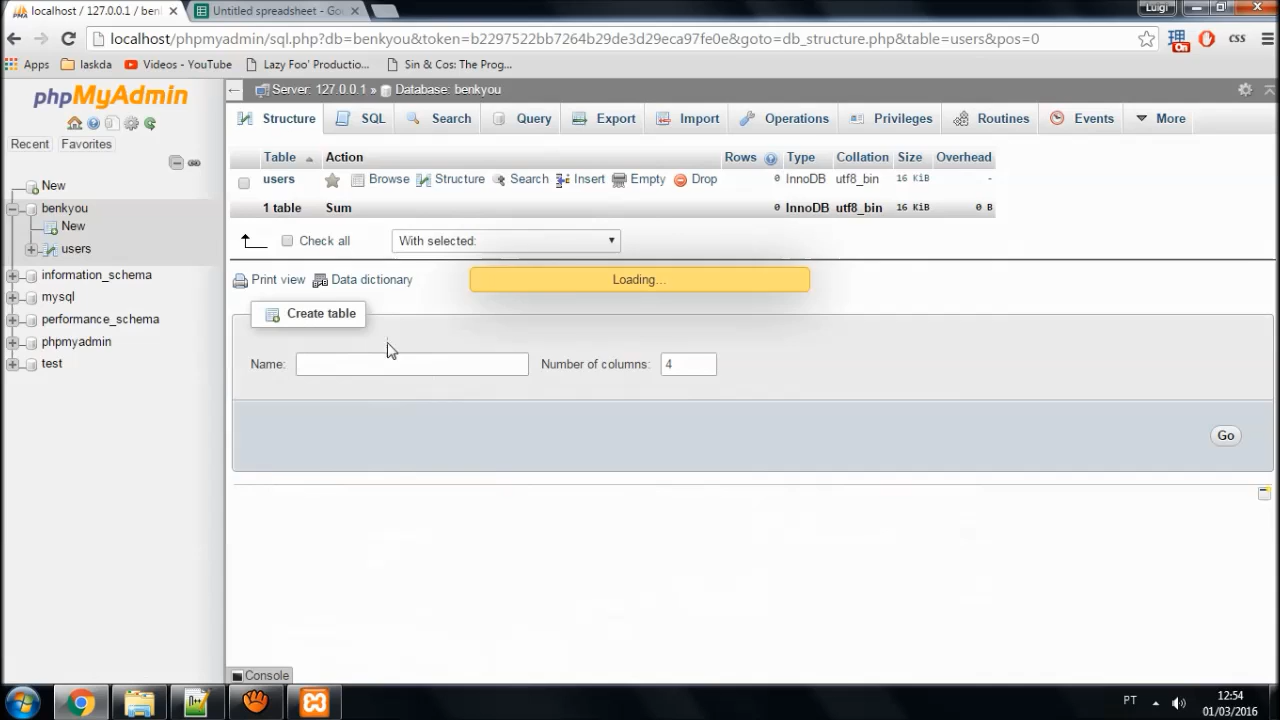 localhost / 127.0.0.1 / ben
Untitled spreadsheet - Go
Luigi
localhost/phpmyadmin/sql.php?db=benkyou&token=b2297522bb7264b29de3d29eca97fe0e&goto=db_structure.php&table=users&pos=0
On
CSS
Apps
laskda
Videos - YouTube
Lazy Foo' Productio...
Sin & Cos: The Prog...
phpMyAdmin
Recent
Favorites
New
benkyou
New
users
information_schema
mysql
performance_schema
phpmyadmin
test
Server: 127.0.0.1 » Database: benkyou
Structure SQL Search Query Export Import Operations Privileges Routines Events More
Table Action Rows Type Collation Size Overhead
users Browse Structure Search Insert Empty Drop 0 InnoDB utf8_bin 16 KiB -
1 table Sum 0 InnoDB utf8_bin 16 KiB 0 B
Check all
With selected:
Print view Data dictionary
Loading...
Create table
Name:
Number of columns: 4
Go
Console
PT
12:54
01/03/2016